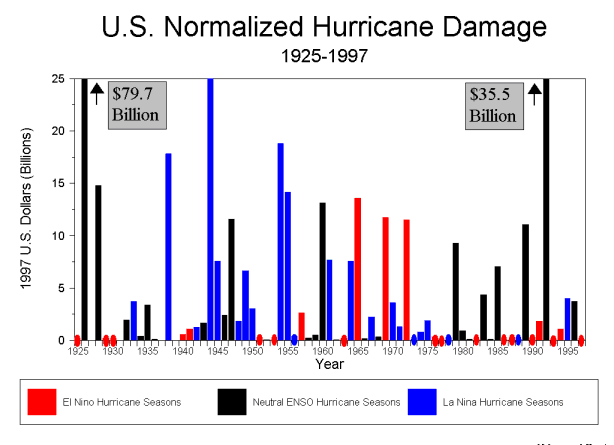 U.S. Normalized Hurricane Damage
1925-1997
$79.7
Billion
$35.5
Billion
1997 U.S. Dollars (Billions)
25
20
15
10
5
0
1925 1930 1935 1940 1945 1950 1955 1960 1965 1970 1975 1980 1985 1990 1995
Year
El Nino Hurricane Seasons Neutral ENSO Hurricane Seasons La Nina Hurricane Seasons